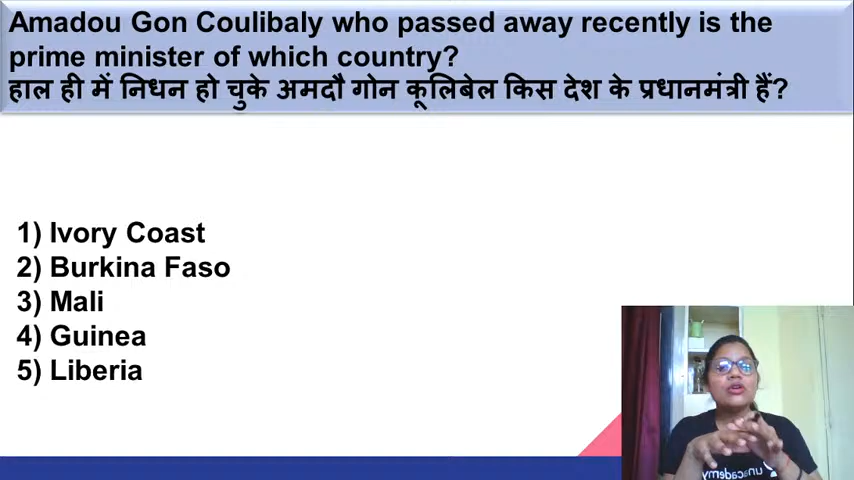 Amadou Gon Coulibaly who passed away recently is the
prime minister of which country?
हाल ही में निधन हो चुके अमदौ गोन कूलिबेल किस देश के प्रधानमंत्री हैं?
1) Ivory Coast
2) Burkina Faso
3) Mali
4) Guinea
5) Liberia
unacademy